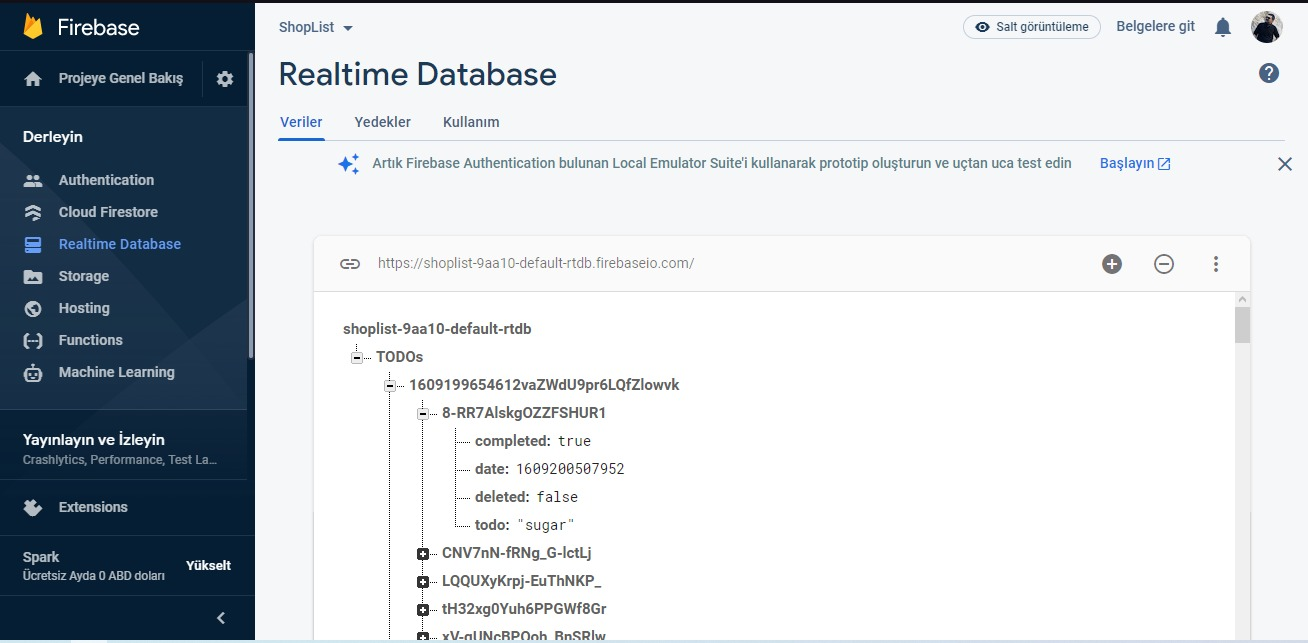 Firebase
Projeye Genel Bakış
Derleyin
Authentication
Cloud Firestore
Realtime Database
Storage
Hosting
Functions
Machine Learning
Yayınlayın ve İzleyin
Crashlytics, Performance, Test La...
Extensions
Spark
Ücretsiz Ayda 0 ABD doları
Yükselt
ShopList
Salt görüntüleme
Belgelere git
Realtime Database
Veriler Yedekler Kullanım
Artık Firebase Authentication bulunan Local Emulator Suite'i kullanarak prototip oluşturun ve uçtan uca test edin Başlayın
https://shoplist-9aa10-default-rtdb.firebaseio.com/
shoplist-9aa10-default-rtdb
TODOs
1609199654612vaZWdU9pr6LQfZlowvk
8-RR7AlskgOZZFSHUR1
completed: true
date: 1609200507952
deleted: false
todo: "sugar"
CNV7nN-fRNg_G-lctLj
LQQUXyKrpj-EuThNKP_
tH32xg0Yuh6PPGWf8Gr
xV-gUNcBPOoh_BnSRlw